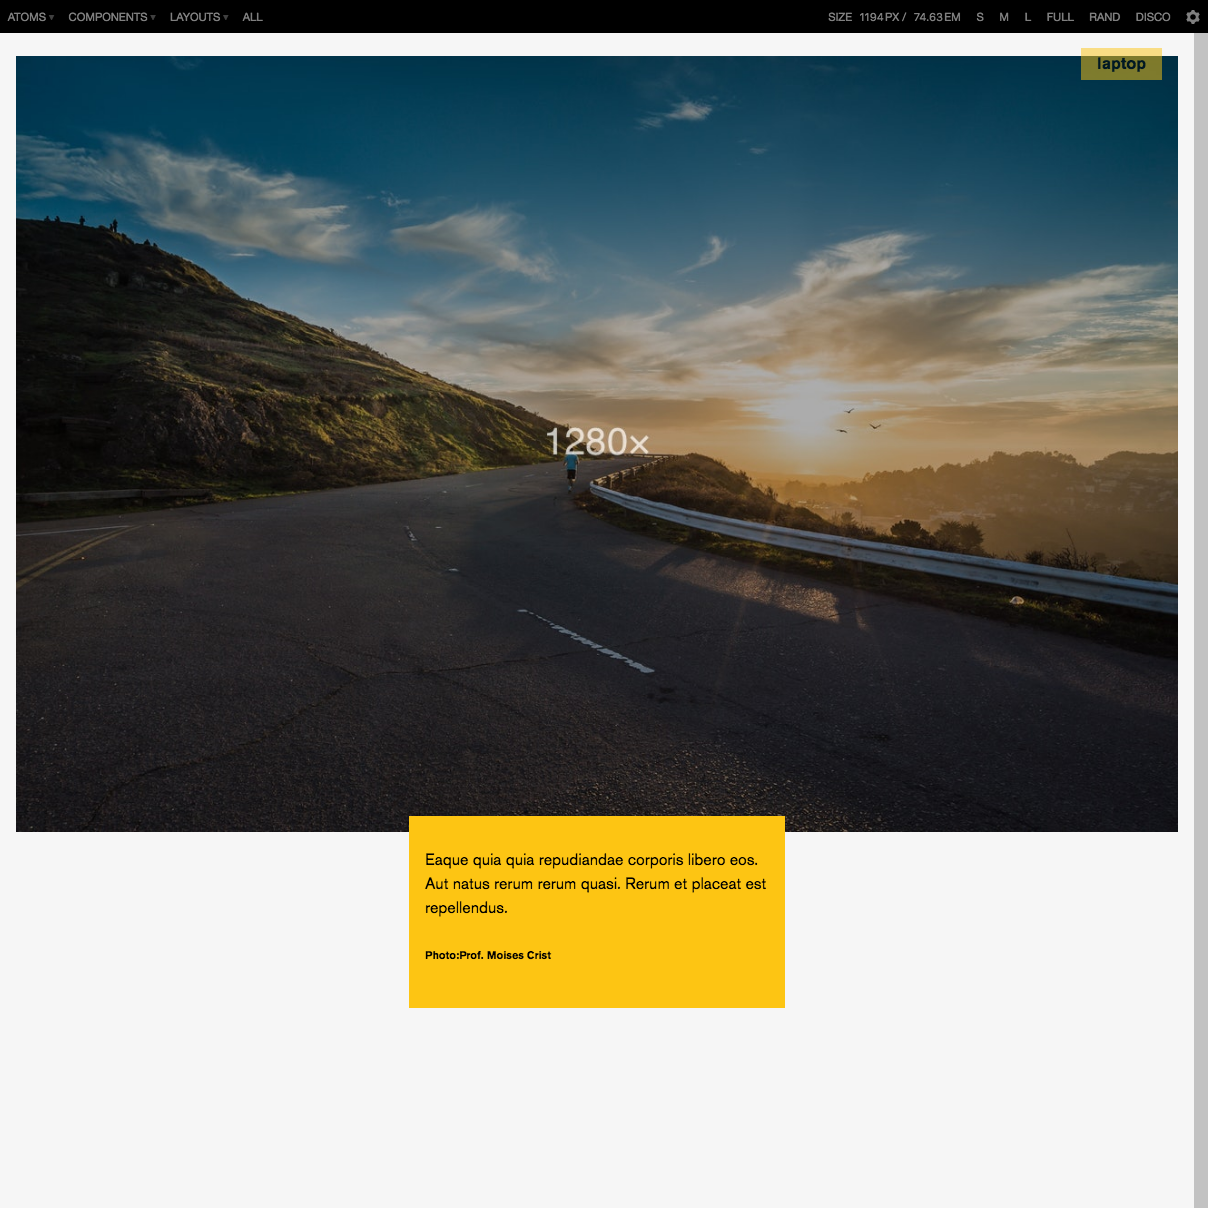 ATOMS ▾ COMPONENTS ▾ LAYOUTS ▾ ALL SIZE 1194PX / 74.63EM S M L FULL RAND DISCO
laptop
1280×
Eaque quia quia repudiandae corporis libero eos.
Aut natus rerum rerum quasi. Rerum et placeat est
repellendus.
Photo:Prof. Moises Crist